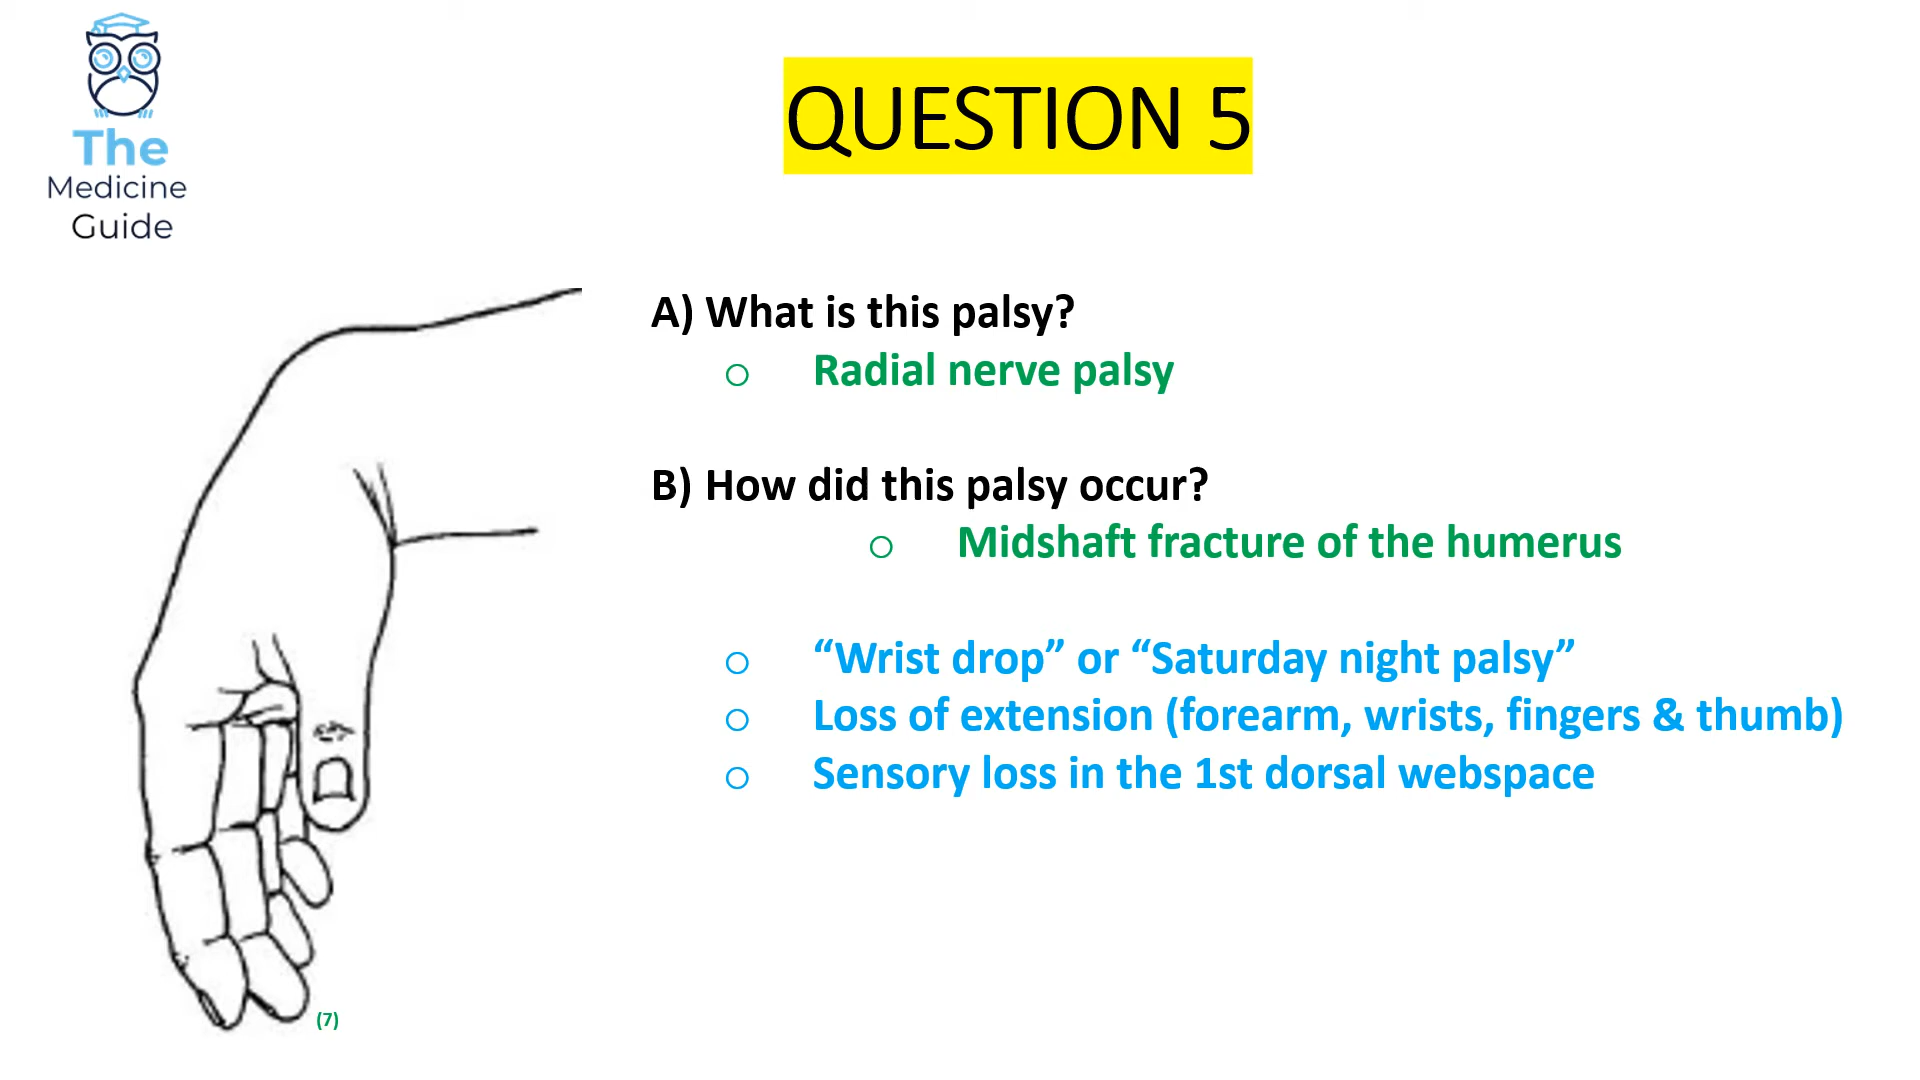 The
Medicine
Guide
QUESTION 5
A) What is this palsy?
o Radial nerve palsy
B) How did this palsy occur?
o Midshaft fracture of the humerus
o “Wrist drop” or “Saturday night palsy”
o Loss of extension (forearm, wrists, fingers & thumb)
o Sensory loss in the 1st dorsal webspace
(7)